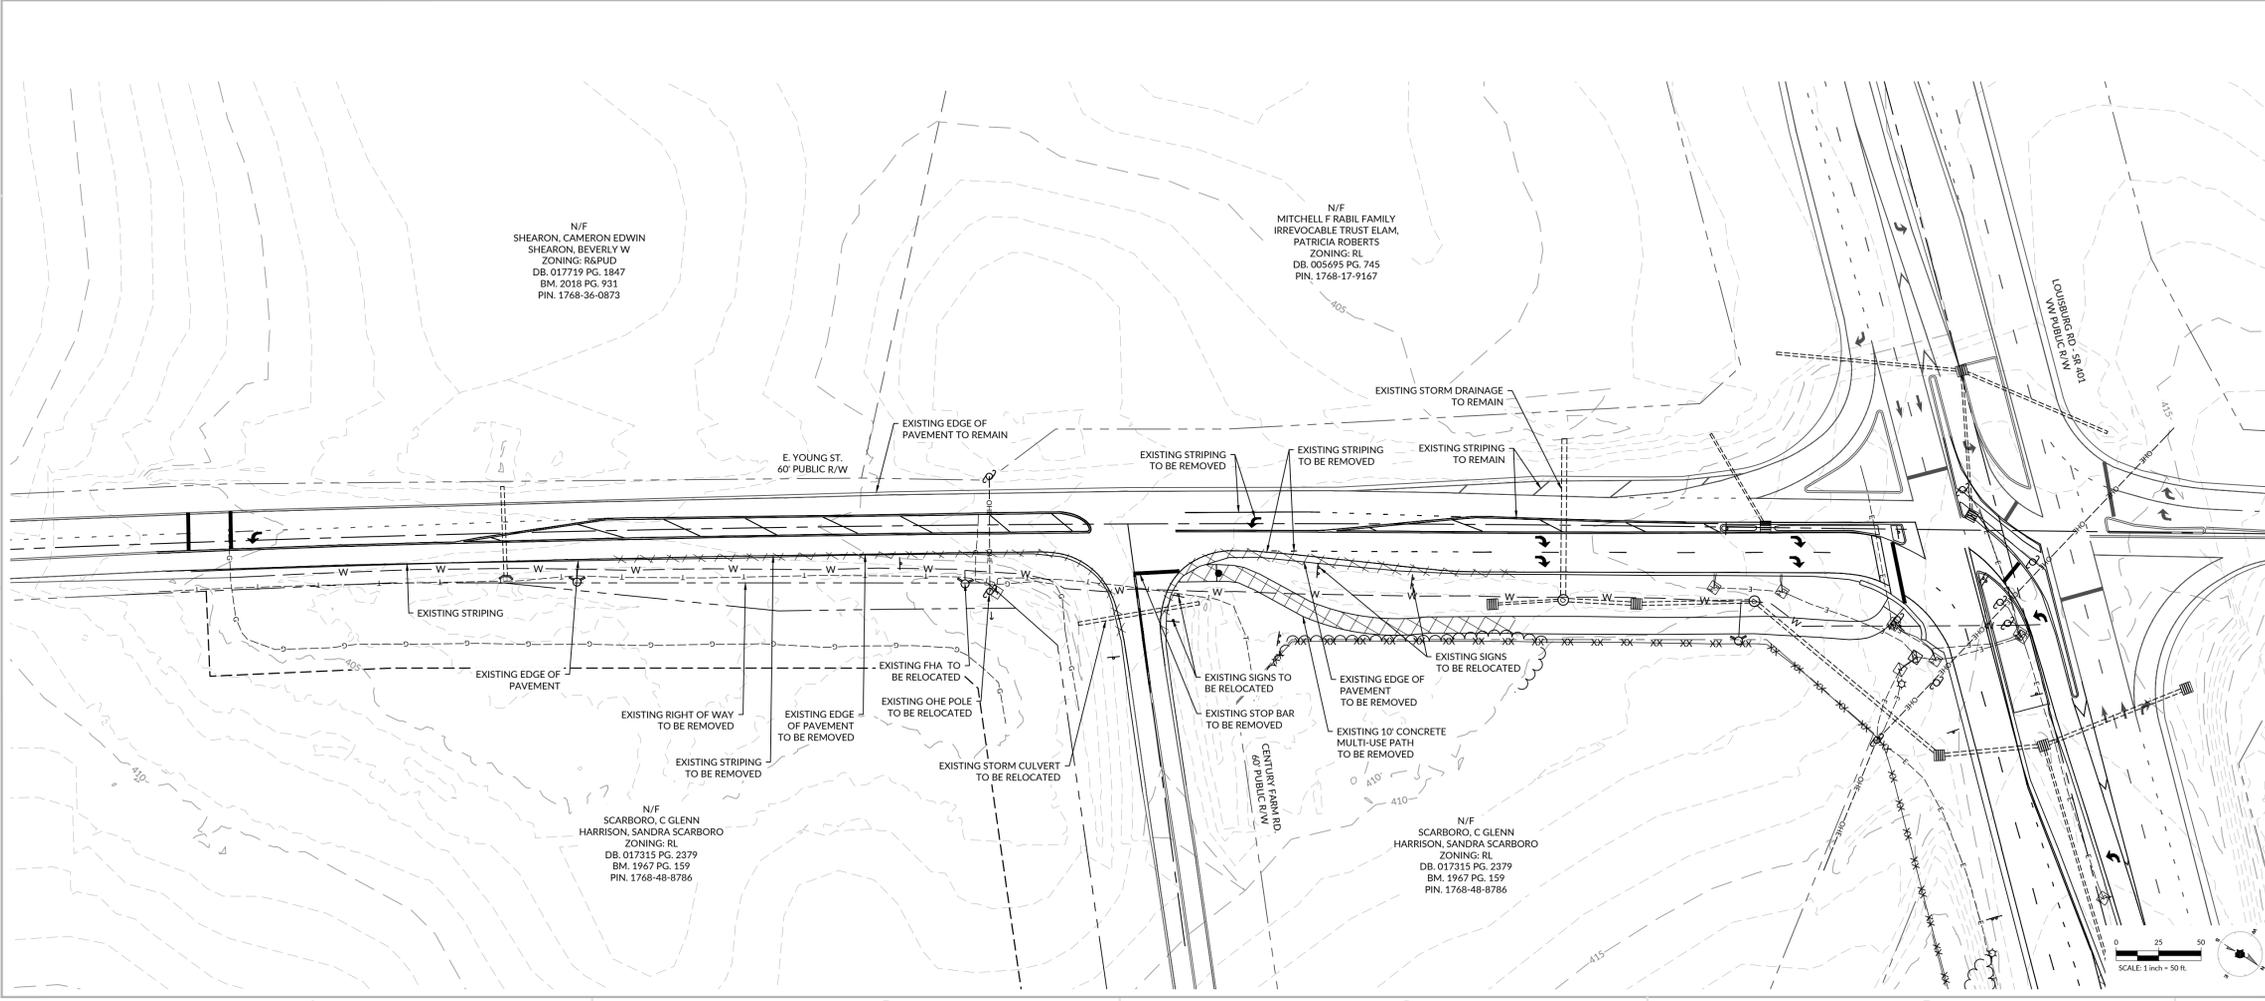 N/F
SHEARON, CAMERON EDWIN
SHEARON, BEVERLY W
ZONING: R&PUD
DB. 017719 PG. 1847
BM. 2018 PG. 931
PIN. 1768-36-0873
N/F
MITCHELL F RABIL FAMILY
IRREVOCABLE TRUST ELAM,
PATRICIA ROBERTS
ZONING: RL
DB. 005695 PG. 745
PIN. 1768-17-9167
405
LOUISBURG RD - SR 401
VW PUBLIC R/W
415
EXISTING STORM DRAINAGE
TO REMAIN
EXISTING EDGE OF
PAVEMENT TO REMAIN
E. YOUNG ST.
60' PUBLIC R/W
EXISTING STRIPING
TO BE REMOVED
EXISTING STRIPING
TO BE REMOVED
EXISTING STRIPING
TO REMAIN
EXISTING STRIPING
405
EXISTING EDGE OF
PAVEMENT
EXISTING FHA TO
BE RELOCATED
EXISTING OHE POLE
TO BE RELOCATED
EXISTING RIGHT OF WAY
TO BE REMOVED
EXISTING EDGE
OF PAVEMENT
TO BE REMOVED
EXISTING STRIPING
TO BE REMOVED
EXISTING STORM CULVERT
TO BE RELOCATED
EXISTING SIGNS TO
BE RELOCATED
EXISTING STOP BAR
TO BE REMOVED
EXISTING SIGNS
TO BE RELOCATED
EXISTING EDGE OF
PAVEMENT
TO BE REMOVED
EXISTING 10' CONCRETE
MULTI-USE PATH
TO BE REMOVED
CENTURY FARM RD.
60' PUBLIC R/W
410
410
410
N/F
SCARBORO, C GLENN
HARRISON, SANDRA SCARBORO
ZONING: RL
DB. 017315 PG. 2379
BM. 1967 PG. 159
PIN. 1768-48-8786
N/F
SCARBORO, C GLENN
HARRISON, SANDRA SCARBORO
ZONING: RL
DB. 017315 PG. 2379
BM. 1967 PG. 159
PIN. 1768-48-8786
415
0 25 50
SCALE: 1 inch = 50 ft.